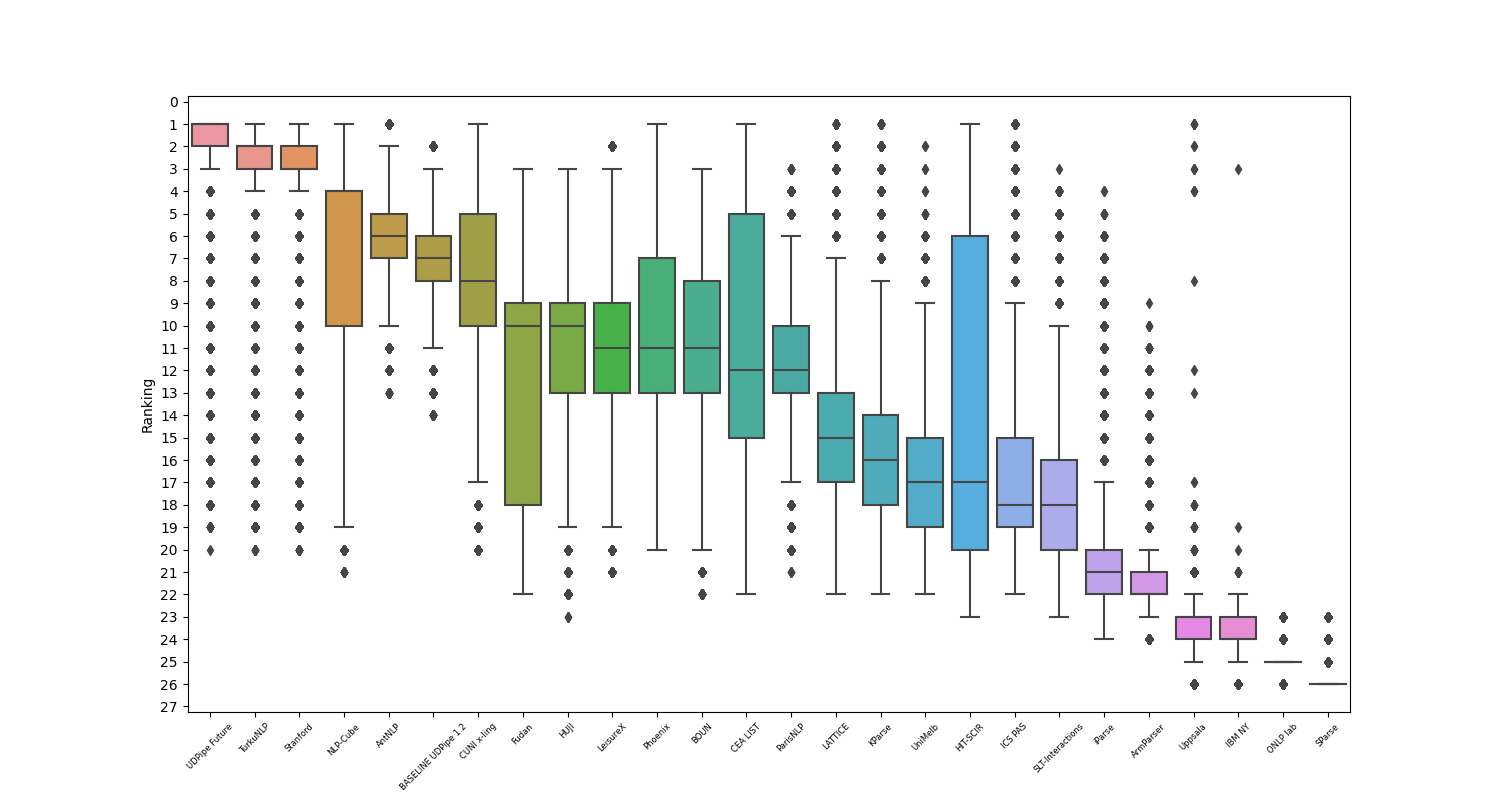 0
1
2
3
4
5
6
7
8
9
10
11
12
13
14
15
16
17
18
19
20
21
22
23
24
25
26
27
Ranking
UDPipe Future
TurkuNLP
Stanford
NLP-Cube
AntNLP
BASELINE UDPipe 1.2
CUNI x-ling
Fudan
HUJI
LeisureX
Phoenix
BOUN
CEA LIST
ParisNLP
LATTICE
KParse
UniMelb
HIT-SCIR
ICS PAS
SLT-Interactions
iParse
ArmParser
Uppsala
IBM NY
ONLP lab
SParse